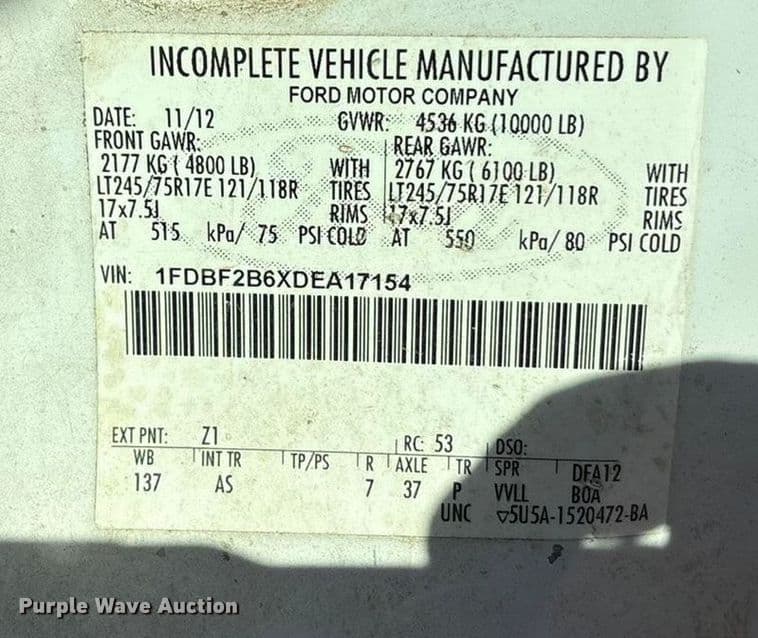 INCOMPLETE VEHICLE MANUFACTURED BY
FORD MOTOR COMPANY
DATE: 11/12 GVWR: 4536 KG (10000 LB)
FRONT GAWR: REAR GAWR:
2177 KG ( 4800 LB) WITH 2767 KG ( 6100 LB) WITH
LT245/75R17E 121/118R TIRES LT245/75R17E 121/118R TIRES
17x7.5J RIMS 17x7.5J RIMS
AT 515 kPa/ 75 PSI COLD AT 550 kPa/ 80 PSI COLD
VIN: 1FDBF2B6XDEA17154
EXT PNT: Z1 RC: 53 DSO:
WB INT TR TP/PS R AXLE TR SPR DFA12
137 AS 7 37 P VVLL BOA
UNC ▽5U5A-1520472-BA
Purple Wave Auction